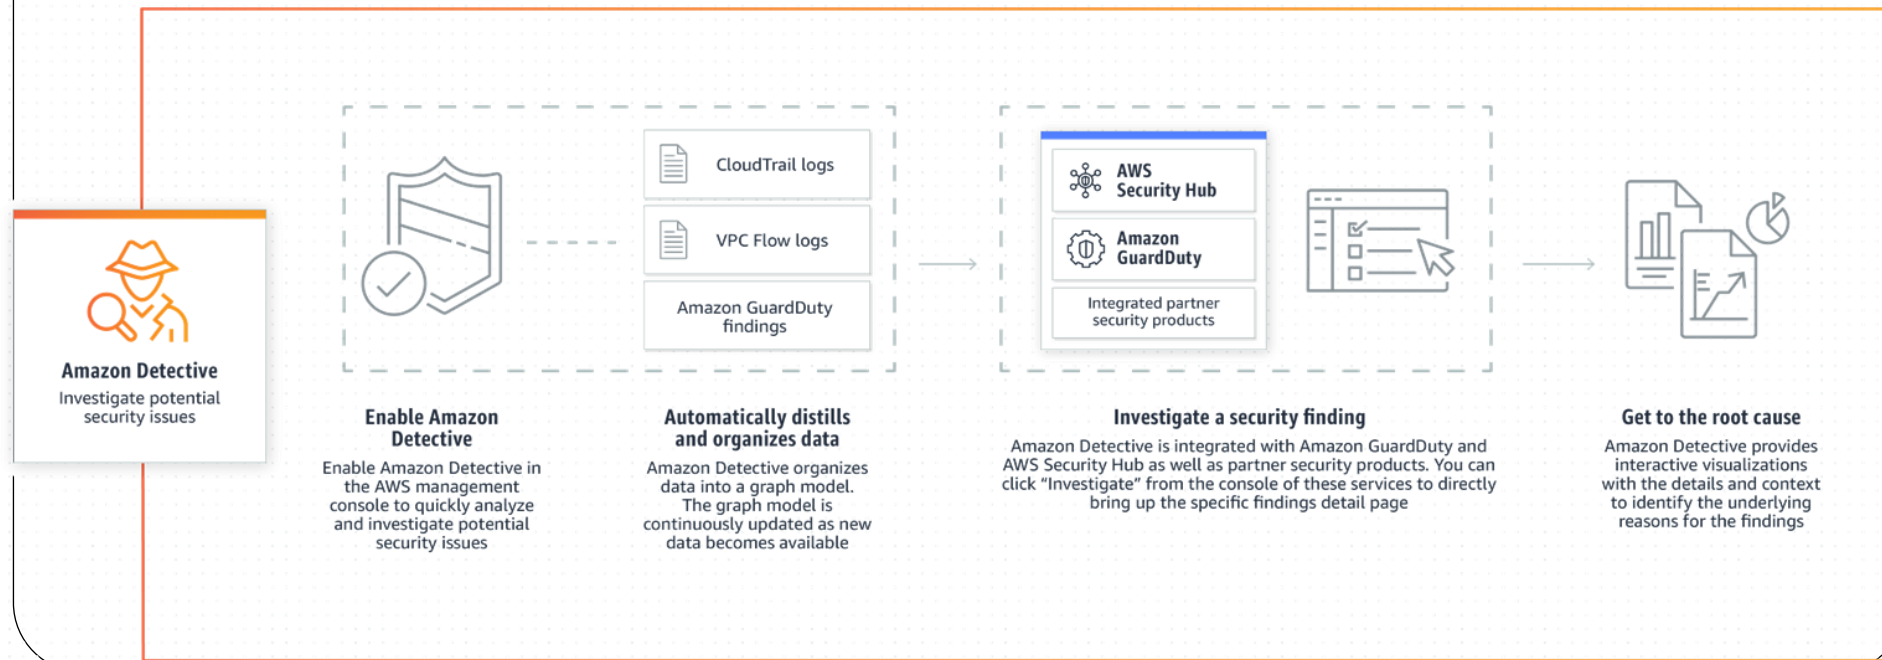 Amazon Detective
Investigate potential
security issues
CloudTrail logs
VPC Flow logs
Amazon GuardDuty
findings
Enable Amazon
Detective
Enable Amazon Detective in
the AWS management
console to quickly analyze
and investigate potential
security issues
Automatically distills
and organizes data
Amazon Detective organizes
data into a graph model.
The graph model is
continuously updated as new
data becomes available
AWS
Security Hub
Amazon
GuardDuty
Integrated partner
security products
Investigate a security finding
Amazon Detective is integrated with Amazon GuardDuty and
AWS Security Hub as well as partner security products. You can
click “Investigate” from the console of these services to directly
bring up the specific findings detail page
Get to the root cause
Amazon Detective provides
interactive visualizations
with the details and context
to identify the underlying
reasons for the findings